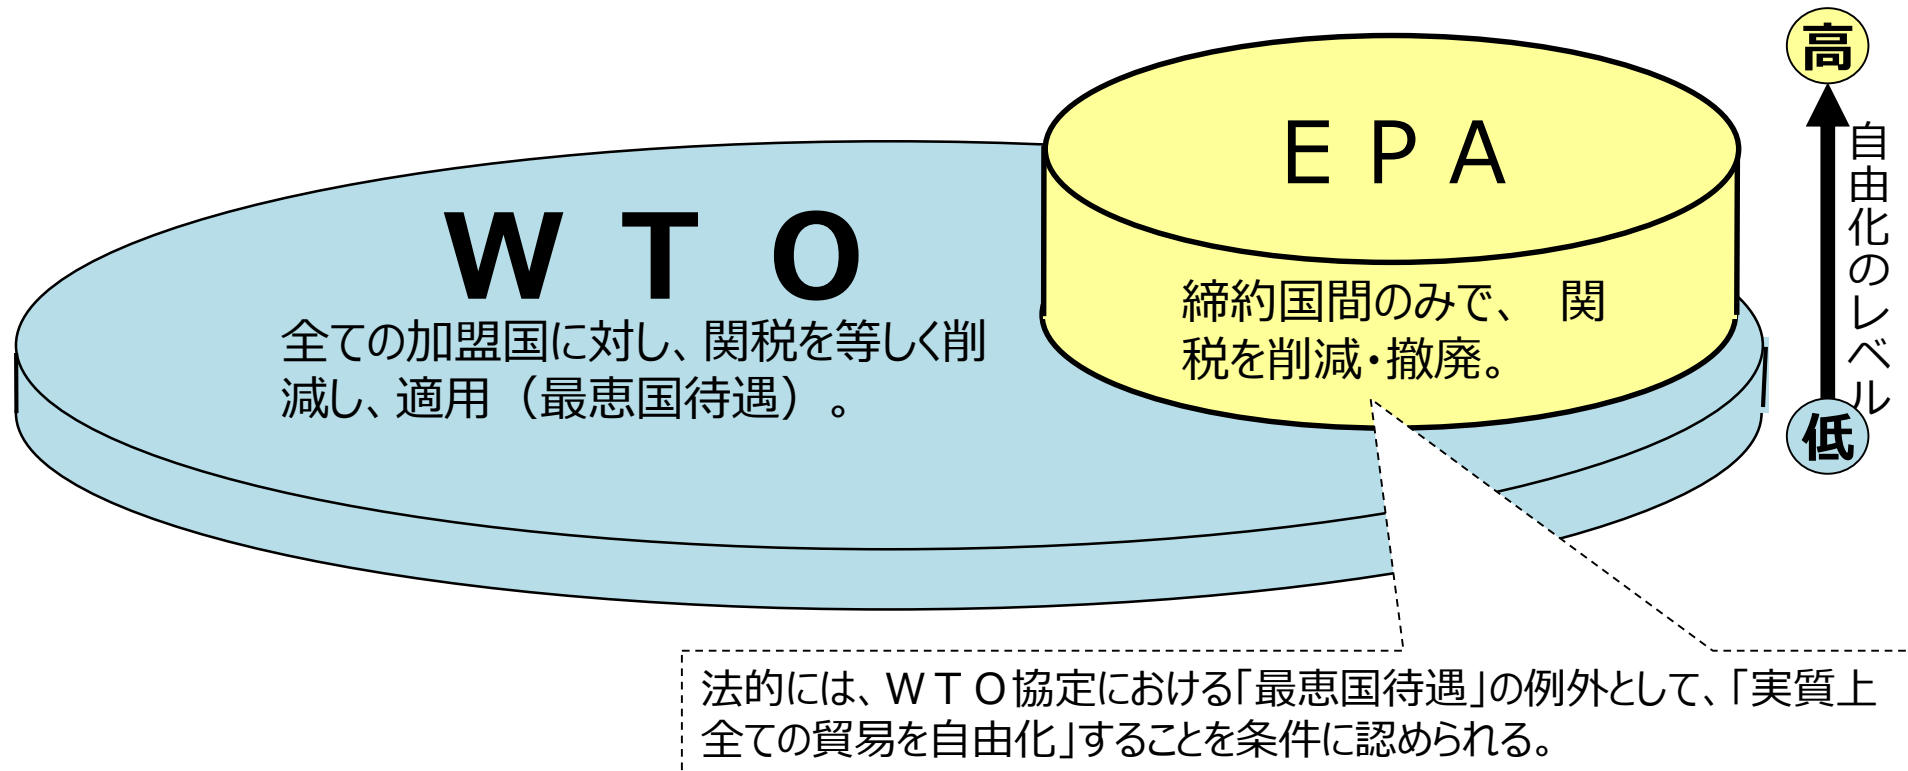 高
自由化のレベル
低
ＥＰＡ
締約国間のみで、　関
税を削減・撤廃。
ＷＴＯ
全ての加盟国に対し、関税を等しく削
減し、適用（最恵国待遇）。
法的には、ＷＴＯ協定における「最恵国待遇」の例外として、「実質上
全ての貿易を自由化」することを条件に認められる。